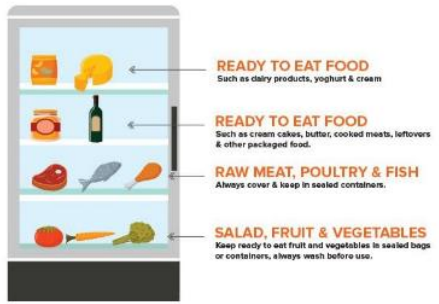 READY TO EAT FOOD
Such as dairy products, yoghurt & cream
READY TO EAT FOOD
Such as cream cakes, butter, cooked meats, leftovers
& other packaged food.
RAW MEAT, POULTRY & FISH
Always cover & keep in sealed containers.
SALAD, FRUIT & VEGETABLES
Keep ready to eat fruit and vegetables in sealed bags
or containers, always wash before use.